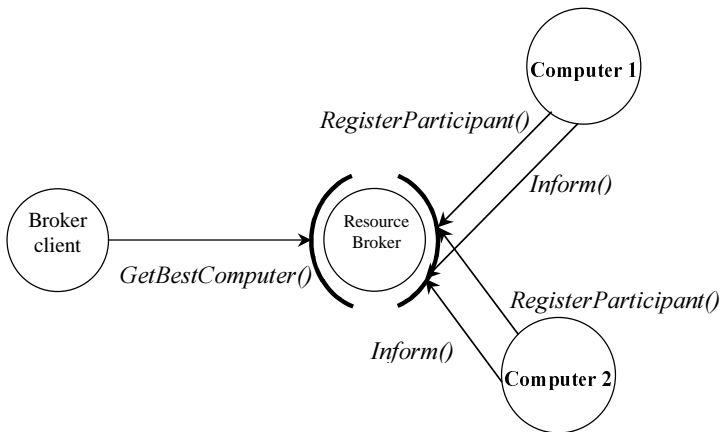 Computer 1
RegisterParticipant()
Inform()
Broker
client
Resource
Broker
GetBestComputer()
RegisterParticipant()
Inform()
Computer 2